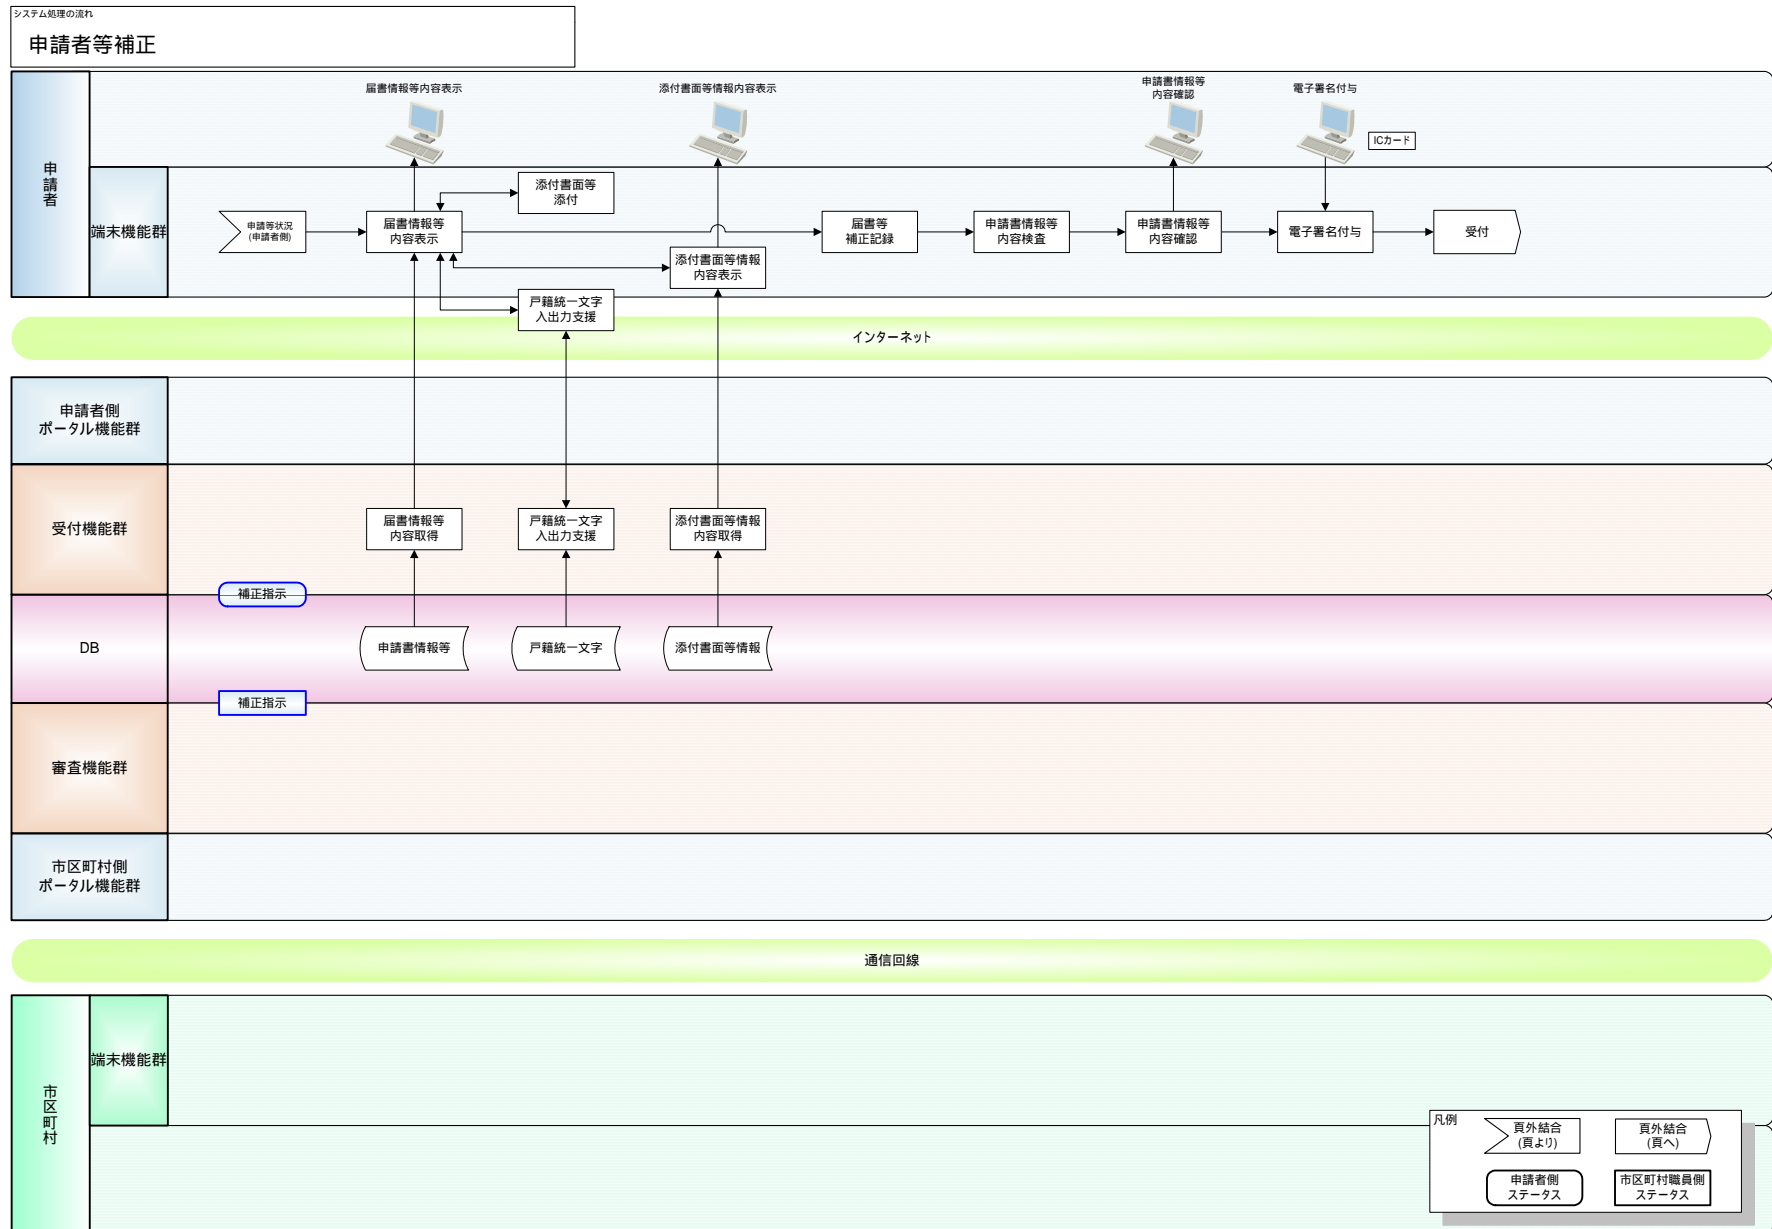 システム処理の流れ
申請者等補正
届書情報等内容表示
添付書面等情報内容表示
申請書情報等
内容確認
電子署名付与
ICカード
申請者
端末機能群
申請等状況
(申請者側)
届書情報等
内容表示
添付書面等
添付
添付書面等情報
内容表示
戸籍統一文字
入出力支援
届書等
補正記録
申請書情報等
内容検査
申請書情報等
内容確認
電子署名付与
受付
インターネット
申請者側
ポータル機能群
受付機能群
届書情報等
内容取得
戸籍統一文字
入出力支援
添付書面等情報
内容取得
補正指示
DB
申請書情報等
戸籍統一文字
添付書面等情報
補正指示
審査機能群
市区町村側
ポータル機能群
通信回線
市区町村
端末機能群
凡例
頁外結合
(頁より)
頁外結合
(頁へ)
申請者側
ステータス
市区町村職員側
ステータス